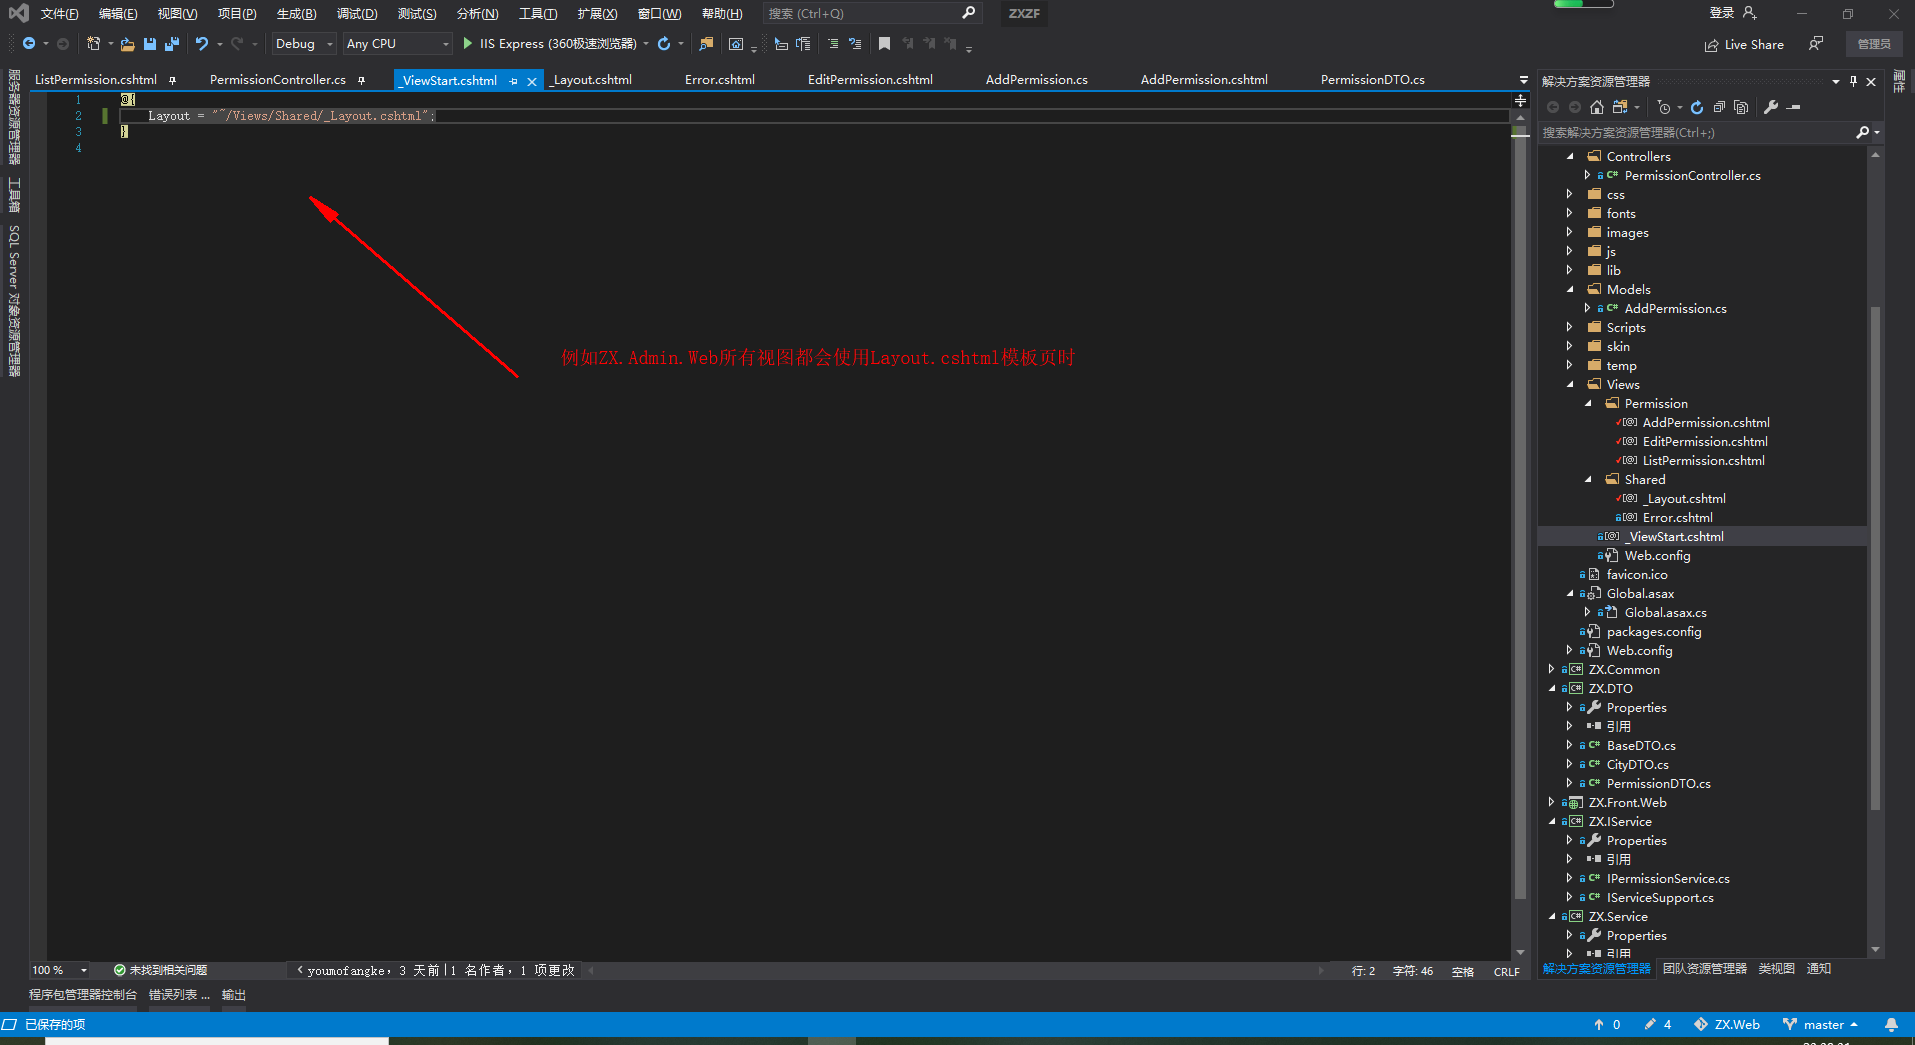 文件(F) 编辑(E) 视图(V) 项目(P) 生成(B) 调试(D) 测试(S) 分析(N) 工具(T) 扩展(X) 窗口(W) 帮助(H) 搜索 (Ctrl+Q) ZXZF 登录
Debug Any CPU IIS Express (360极速浏览器) Live Share 管理员
ListPermission.cshtml PermissionController.cs _ViewStart.cshtml _Layout.cshtml Error.cshtml EditPermission.cshtml AddPermission.cs AddPermission.cshtml PermissionDTO.cs
服务器资源管理器
工具箱
SQL Server 对象资源管理器
1 @{
2 Layout = "~/Views/Shared/_Layout.cshtml";
3 }
4
例如ZX.Admin.Web所有视图都会使用Layout.cshtml模板页时
解决方案资源管理器
搜索解决方案资源管理器(Ctrl+;)
Controllers
C# PermissionController.cs
css
fonts
images
js
lib
Models
C# AddPermission.cs
Scripts
skin
temp
Views
Permission
[@] AddPermission.cshtml
[@] EditPermission.cshtml
[@] ListPermission.cshtml
Shared
[@] _Layout.cshtml
[@] Error.cshtml
[@] _ViewStart.cshtml
Web.config
favicon.ico
Global.asax
Global.asax.cs
packages.config
Web.config
C# ZX.Common
C# ZX.DTO
Properties
引用
C# BaseDTO.cs
C# CityDTO.cs
C# PermissionDTO.cs
ZX.Front.Web
C# ZX.IService
Properties
引用
C# IPermissionService.cs
C# IServiceSupport.cs
C# ZX.Service
Properties
引用
属性
100 % 未找到相关问题 youmofangke，3 天前|1 名作者，1 项更改 行: 2 字符: 46 空格 CRLF
解决方案资源管理器 团队资源管理器 类视图 通知
程序包管理器控制台 错误列表 ... 输出
已保存的项 0 4 ZX.Web master